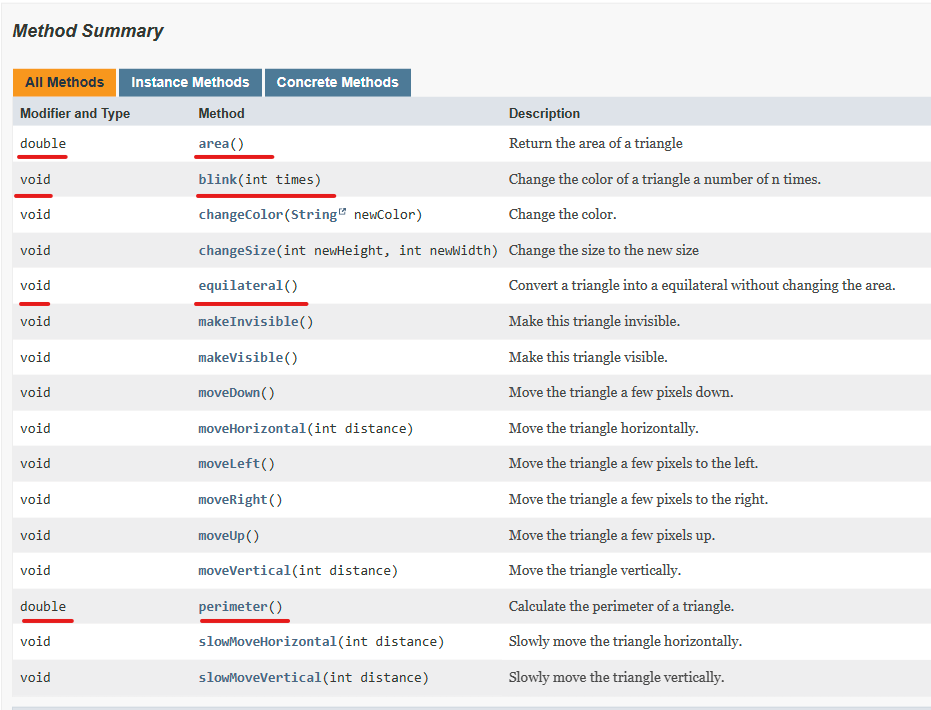 Method Summary
All Methods Instance Methods Concrete Methods
Modifier and Type Method Description
double area() Return the area of a triangle
void blink(int times) Change the color of a triangle a number of n times.
void changeColor(String newColor) Change the color.
void changeSize(int newHeight, int newWidth) Change the size to the new size
void equilateral() Convert a triangle into a equilateral without changing the area.
void makeInvisible() Make this triangle invisible.
void makeVisible() Make this triangle visible.
void moveDown() Move the triangle a few pixels down.
void moveHorizontal(int distance) Move the triangle horizontally.
void moveLeft() Move the triangle a few pixels to the left.
void moveRight() Move the triangle a few pixels to the right.
void moveUp() Move the triangle a few pixels up.
void moveVertical(int distance) Move the triangle vertically.
double perimeter() Calculate the perimeter of a triangle.
void slowMoveHorizontal(int distance) Slowly move the triangle horizontally.
void slowMoveVertical(int distance) Slowly move the triangle vertically.